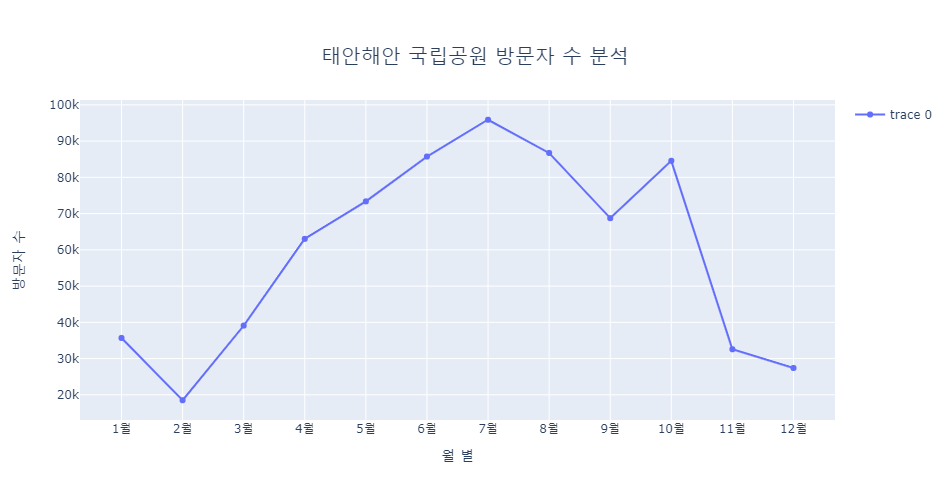 태안해안 국립공원 방문자 수 분석
100k
90k
80k
70k
60k
50k
40k
30k
20k
방문자 수
1월 2월 3월 4월 5월 6월 7월 8월 9월 10월 11월 12월
월 별
trace 0